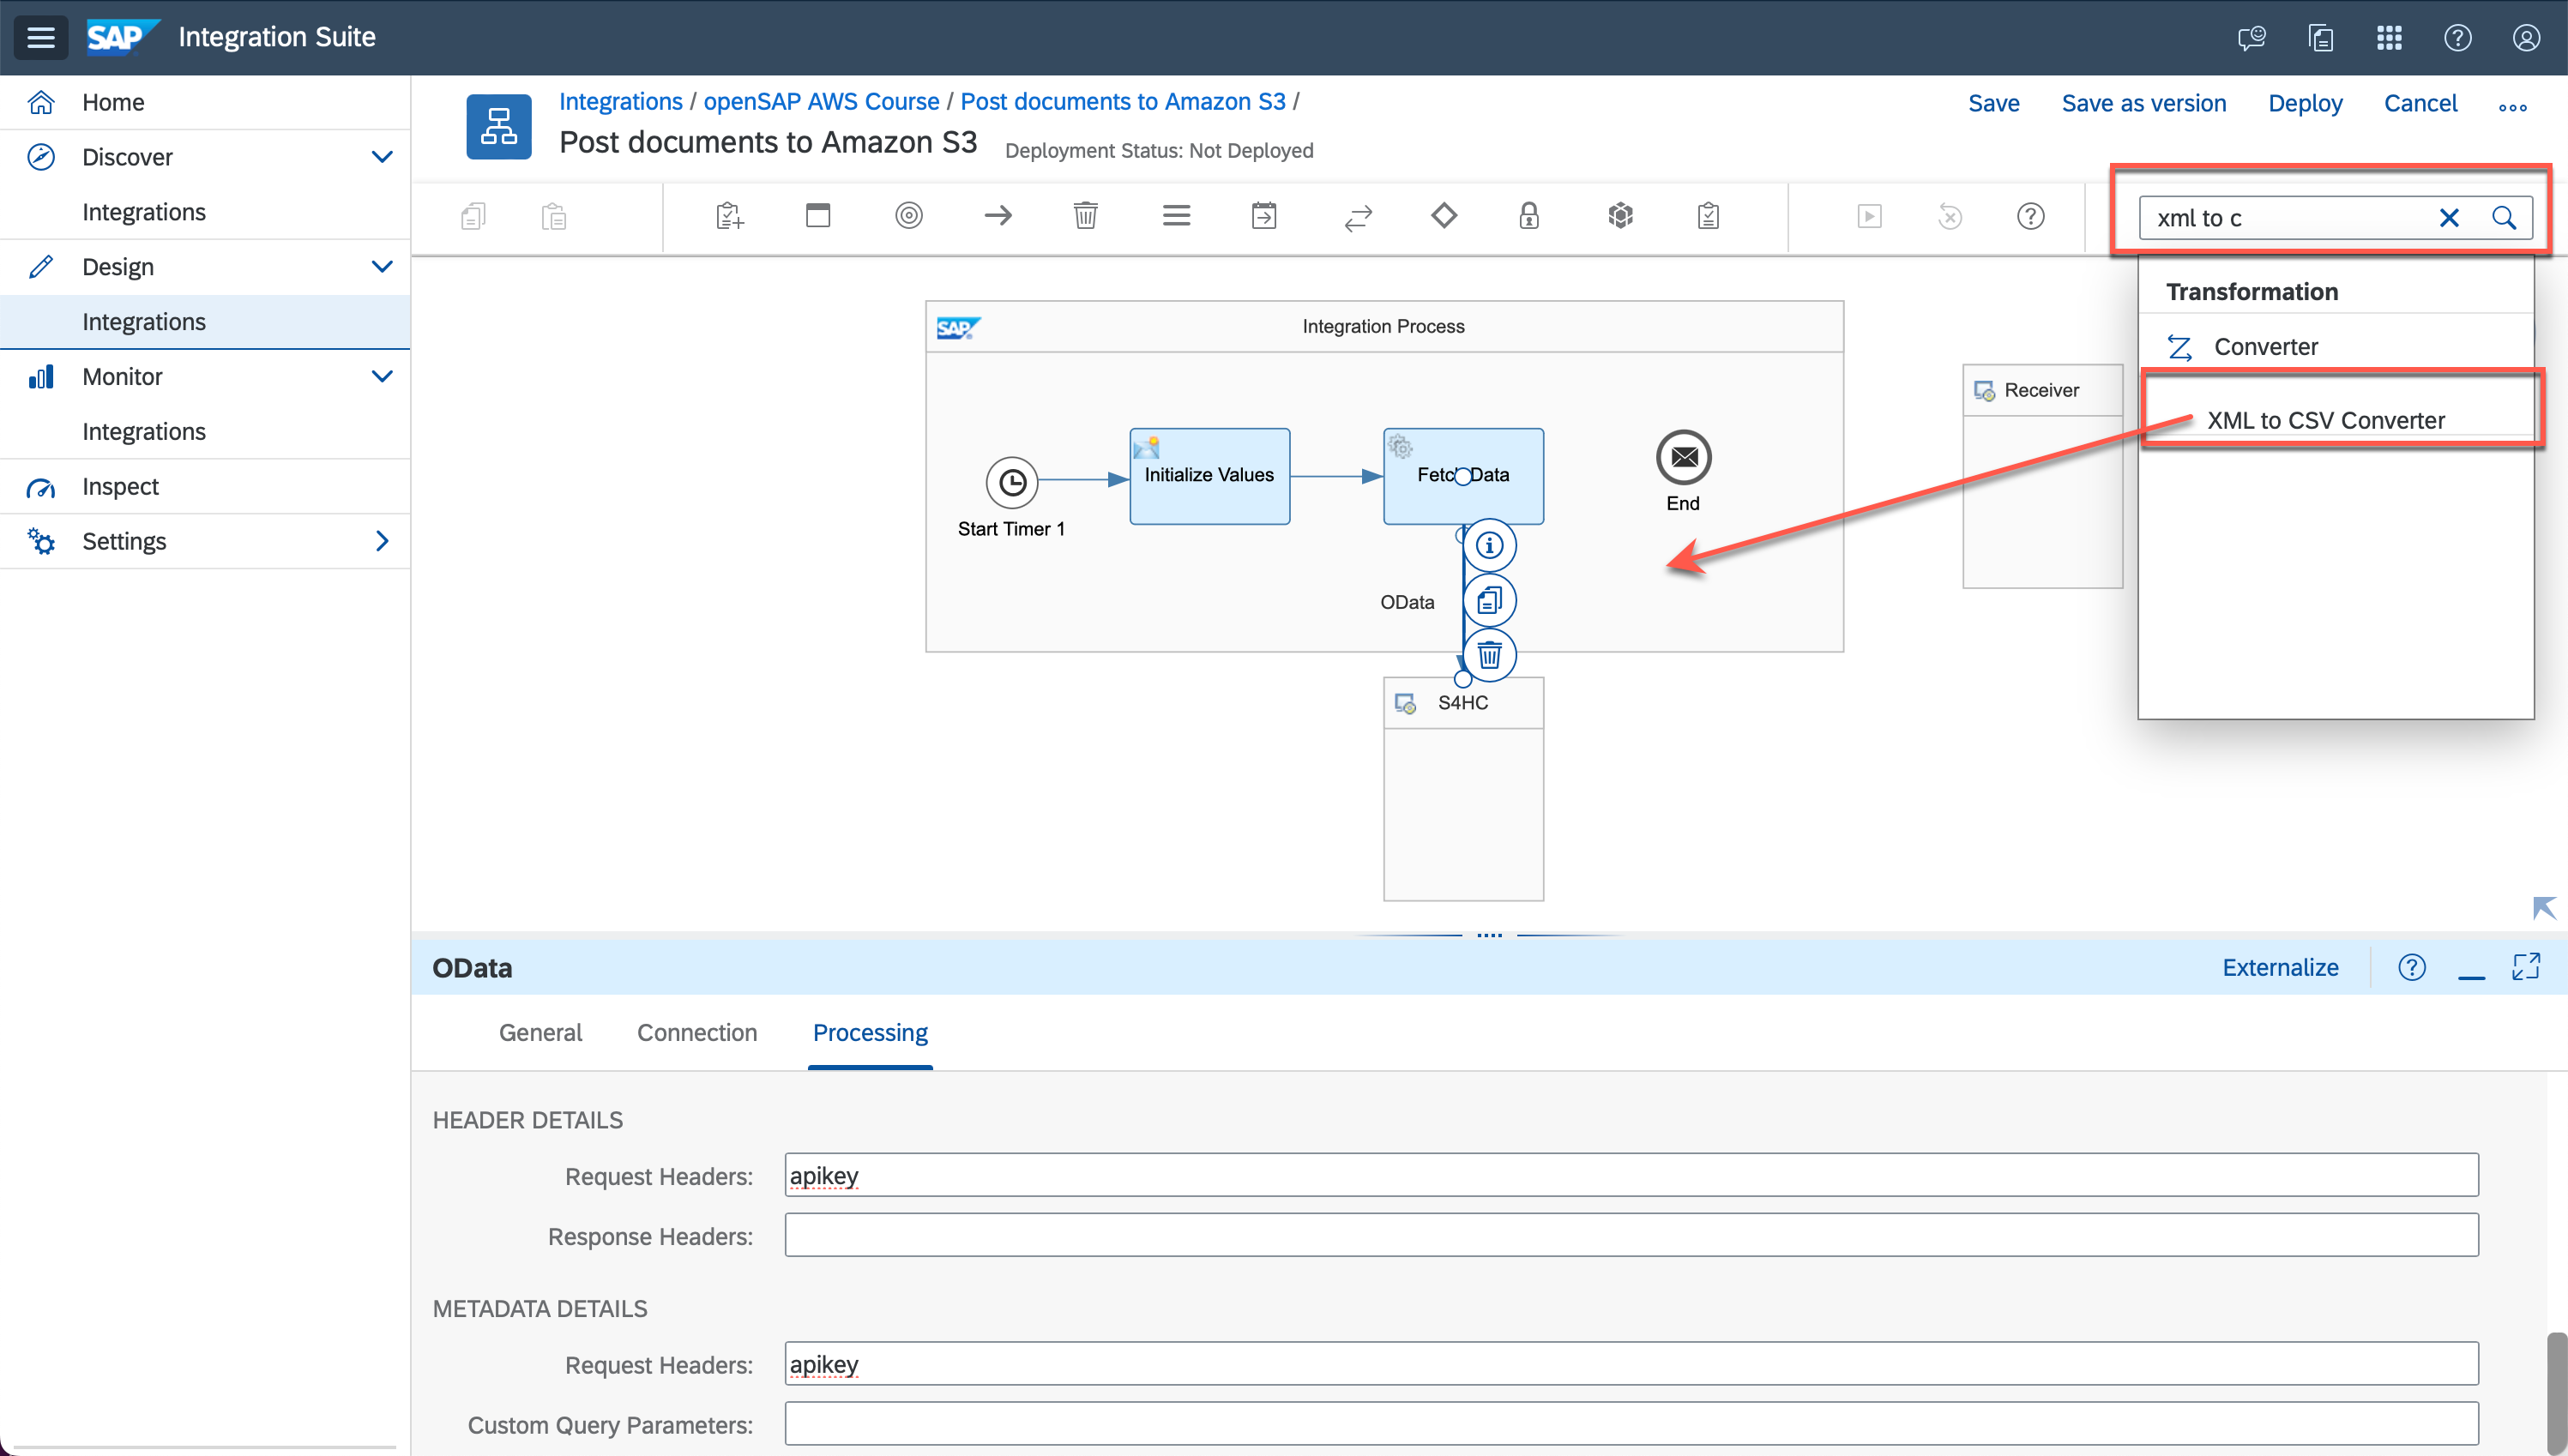 SAP Integration Suite
Home
Discover
Integrations
Design
Integrations
Monitor
Integrations
Inspect
Settings
Integrations / openSAP AWS Course / Post documents to Amazon S3 /
Post documents to Amazon S3 Deployment Status: Not Deployed
Save Save as version Deploy Cancel
xml to c
Transformation
Converter
XML to CSV Converter
SAP Integration Process
Receiver
Initialize Values
Fetch Data
Start Timer 1
End
OData
S4HC
OData
Externalize
General Connection Processing
HEADER DETAILS
Request Headers: apikey
Response Headers:
METADATA DETAILS
Request Headers: apikey
Custom Query Parameters: